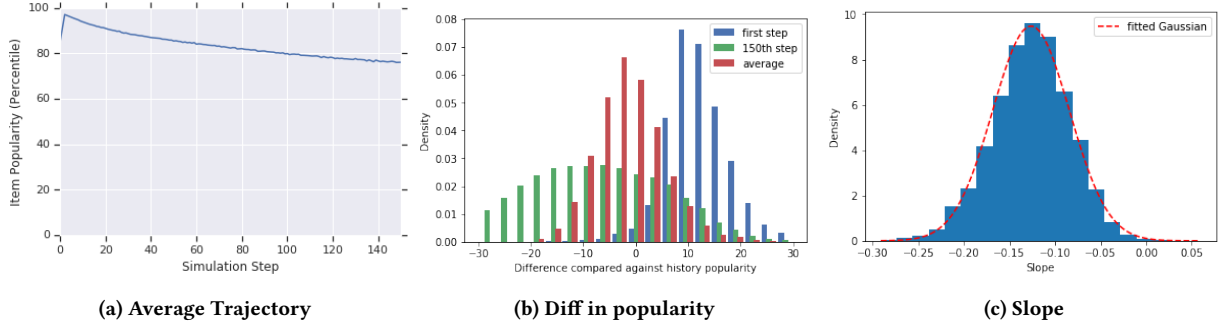 100
80
60
40
20
0
Item Popularity (Percentile)
0 20 40 60 80 100 120 140
Simulation Step
(a) Average Trajectory
0.08
0.07
0.06
0.05
0.04
0.03
0.02
0.01
0.00
Density
first step
150th step
average
−30 −20 −10 0 10 20 30
Difference compared against history popularity
(b) Diff in popularity
10
8
6
4
2
0
Density
fitted Gaussian
−0.30 −0.25 −0.20 −0.15 −0.10 −0.05 0.00 0.05
Slope
(c) Slope